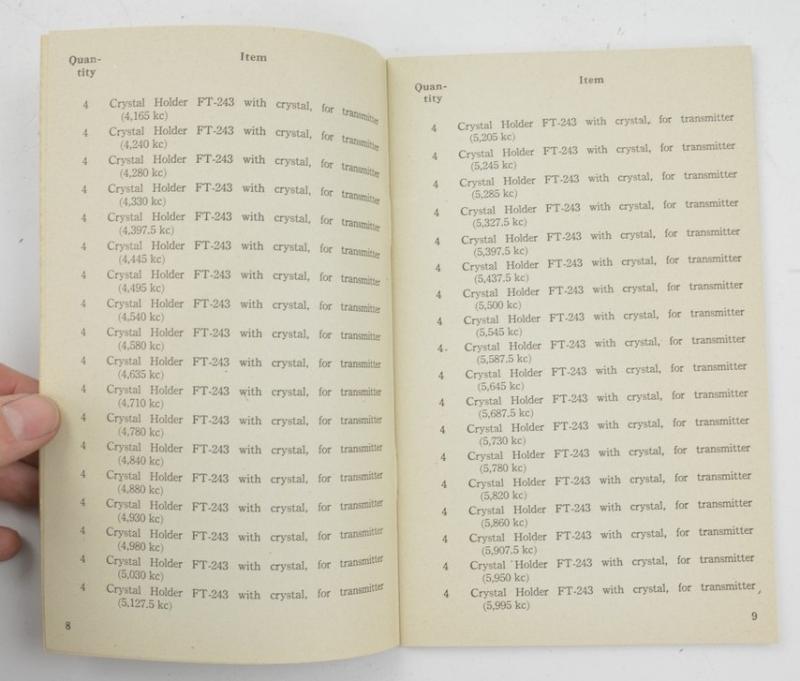 Quan-
tity
Item
4 Crystal Holder FT-243 with crystal, for transmitter
(4,165 kc)
4 Crystal Holder FT-243 with crystal, for transmitter
(4,240 kc)
4 Crystal Holder FT-243 with crystal, for transmitter
(4,280 kc)
4 Crystal Holder FT-243 with crystal, for transmitter
(4,330 kc)
4 Crystal Holder FT-243 with crystal, for transmitter
(4,397.5 kc)
4 Crystal Holder FT-243 with crystal, for transmitter
(4,445 kc)
4 Crystal Holder FT-243 with crystal, for transmitter
(4,495 kc)
4 Crystal Holder FT-243 with crystal, for transmitter
(4,540 kc)
4 Crystal Holder FT-243 with crystal, for transmitter
(4,580 kc)
4 Crystal Holder FT-243 with crystal, for transmitter
(4,635 kc)
4 Crystal Holder FT-243 with crystal, for transmitter
(4,710 kc)
4 Crystal Holder FT-243 with crystal, for transmitter
(4,780 kc)
4 Crystal Holder FT-243 with crystal, for transmitter
(4,840 kc)
4 Crystal Holder FT-243 with crystal, for transmitter
(4,880 kc)
4 Crystal Holder FT-243 with crystal, for transmitter
(4,930 kc)
4 Crystal Holder FT-243 with crystal, for transmitter
(4,980 kc)
4 Crystal Holder FT-243 with crystal, for transmitter
(5,030 kc)
4 Crystal Holder FT-243 with crystal, for transmitter
(5,127.5 kc)
8
Quan-
tity
Item
4 Crystal Holder FT-243 with crystal, for transmitter
(5,205 kc)
4 Crystal Holder FT-243 with crystal, for transmitter
(5,245 kc)
4 Crystal Holder FT-243 with crystal, for transmitter
(5,285 kc)
4 Crystal Holder FT-243 with crystal, for transmitter
(5,327.5 kc)
4 Crystal Holder FT-243 with crystal, for transmitter
(5,397.5 kc)
4 Crystal Holder FT-243 with crystal, for transmitter
(5,437.5 kc)
4 Crystal Holder FT-243 with crystal, for transmitter
(5,500 kc)
4 Crystal Holder FT-243 with crystal, for transmitter
(5,545 kc)
4 Crystal Holder FT-243 with crystal, for transmitter
(5,587.5 kc)
4 Crystal Holder FT-243 with crystal, for transmitter
(5,645 kc)
4 Crystal Holder FT-243 with crystal, for transmitter
(5,687.5 kc)
4 Crystal Holder FT-243 with crystal, for transmitter
(5,730 kc)
4 Crystal Holder FT-243 with crystal, for transmitter
(5,780 kc)
4 Crystal Holder FT-243 with crystal, for transmitter
(5,820 kc)
4 Crystal Holder FT-243 with crystal, for transmitter
(5,860 kc)
4 Crystal Holder FT-243 with crystal, for transmitter
(5,907.5 kc)
4 Crystal Holder FT-243 with crystal, for transmitter
(5,950 kc)
4 Crystal Holder FT-243 with crystal, for transmitter
(5,995 kc)
9